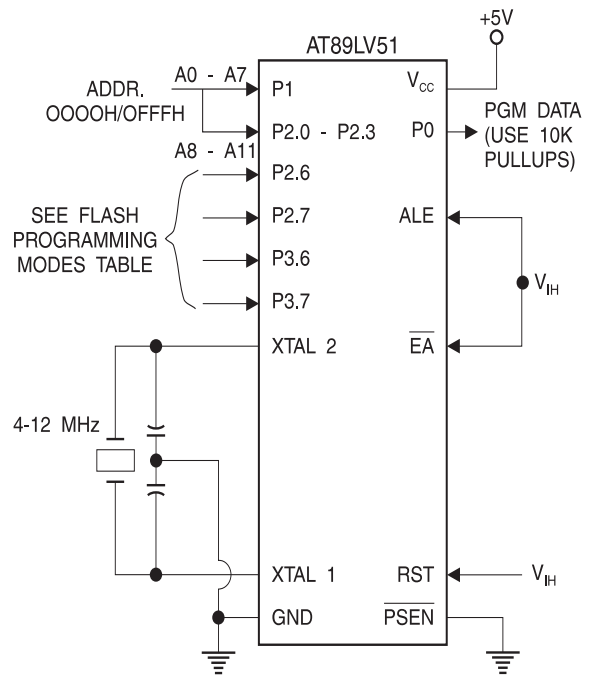 +5V
AT89LV51
ADDR.
OOOOH/OFFFH
A0 - A7
P1
VCC
P2.0 - P2.3
P0
PGM DATA
(USE 10K
PULLUPS)
A8 - A11
P2.6
SEE FLASH
PROGRAMMING
MODES TABLE
P2.7
ALE
P3.6
VIH
P3.7
XTAL 2
EA
4-12 MHz
XTAL 1
RST
VIH
GND
PSEN